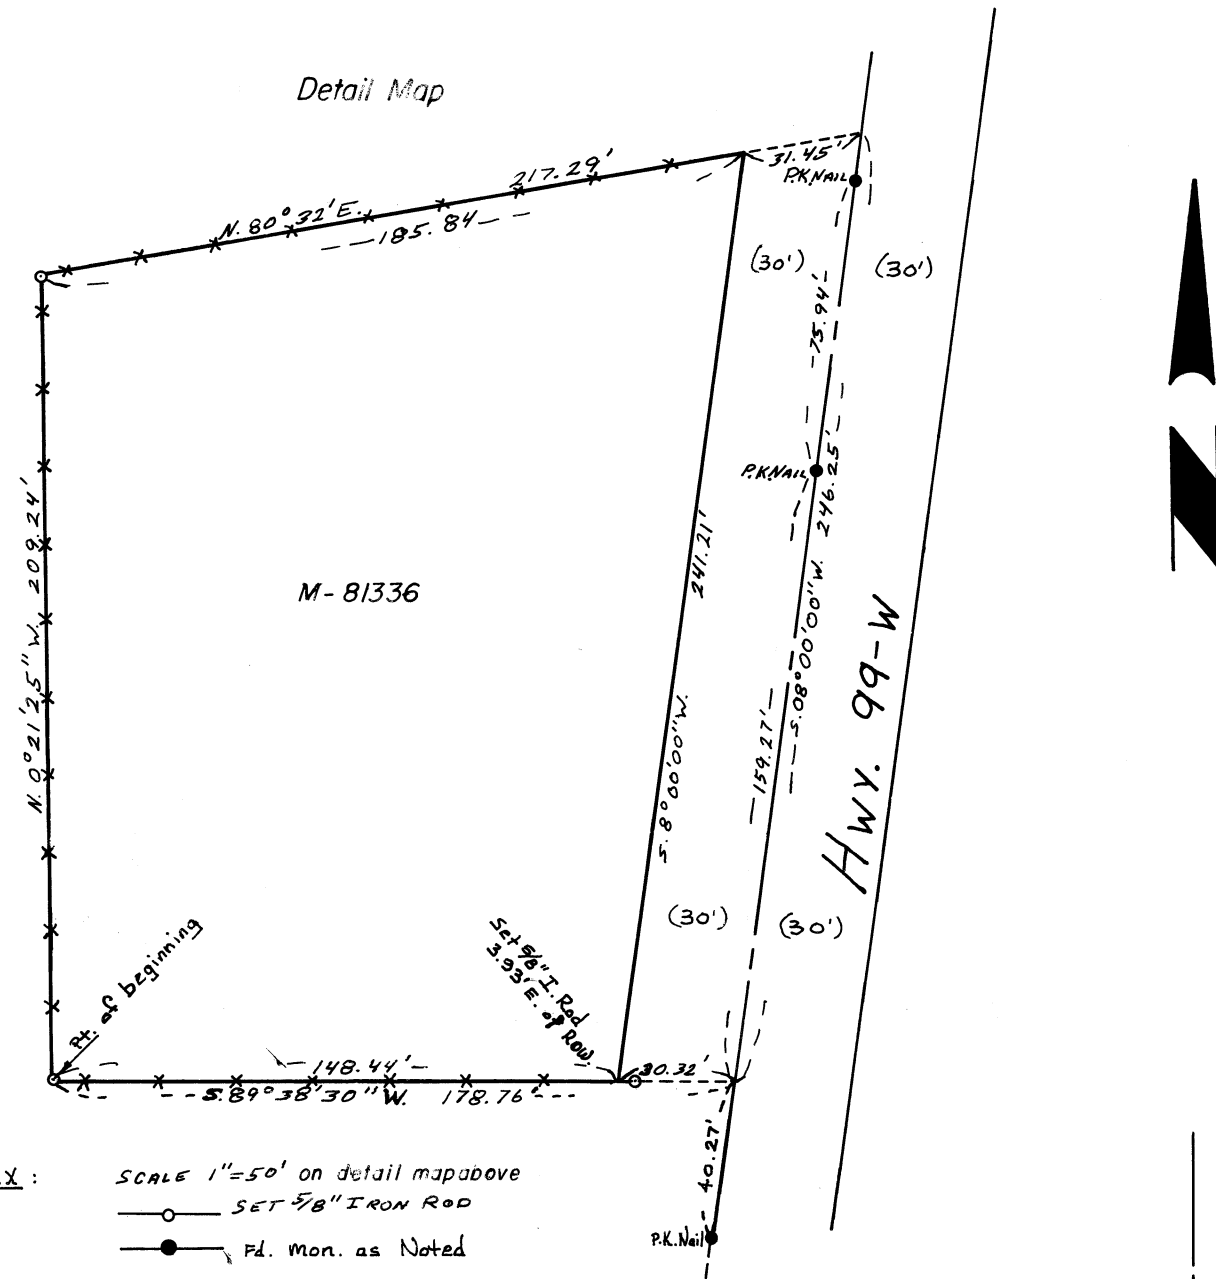 Detail Map
N. 80°32'E. 217.29'
— —185.84— —
31.45'
P.K.NAIL
(30')
(30')
-75.94'-
P.K.NAIL
— —S.08°00'00"W. 246.25'— —
241.21'
S.8°00'00"W.
N. 0°21'25"W. 209.24'
M-81336
—159.27'—
Hwy. 99-W
(30')
(30')
Pt. of beginning
Set 5/8" I. Rod
3.93' E. of ROW.
—148.44'—
30.32'
--S.89°38'30"W. 178.76'---
-40.27'
P.K.Nail
x :
SCALE 1"=50' on detail map above
SET 5/8" IRON ROD
Fd. mon. as Noted
N